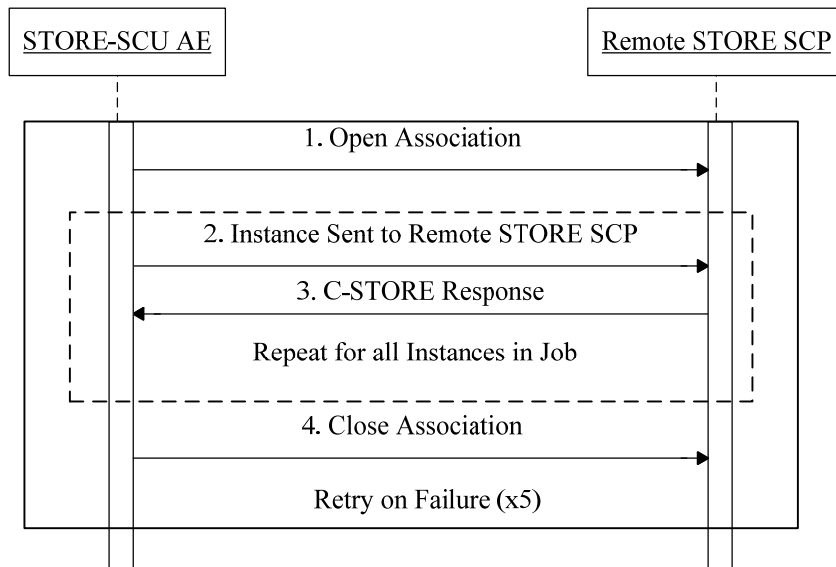 STORE-SCU AE
Remote STORE SCP
1. Open Association
2. Instance Sent to Remote STORE SCP
3. C-STORE Response
Repeat for all Instances in Job
4. Close Association
Retry on Failure (x5)